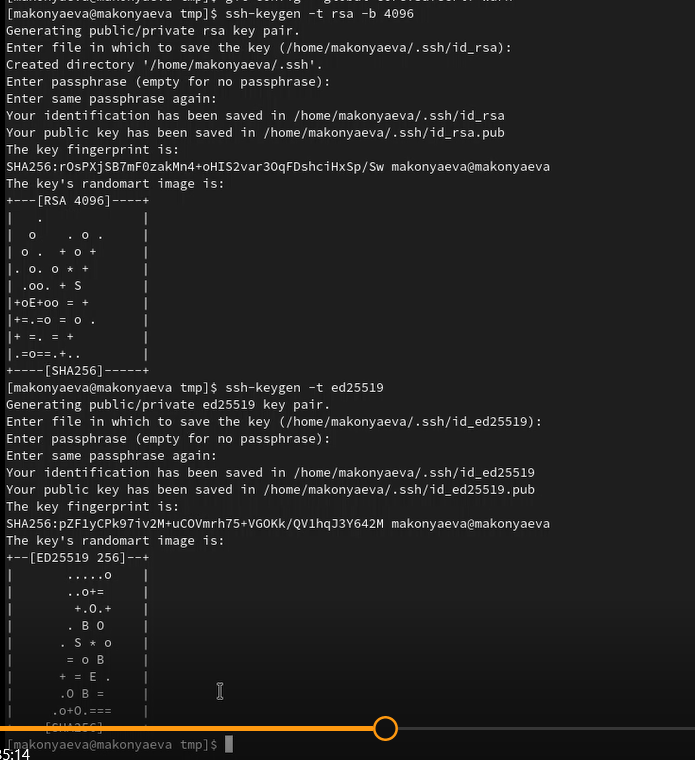 [makonyaeva@makonyaeva tmp]$ ssh-keygen -t rsa -b 4096
Generating public/private rsa key pair.
Enter file in which to save the key (/home/makonyaeva/.ssh/id_rsa):
Created directory '/home/makonyaeva/.ssh'.
Enter passphrase (empty for no passphrase):
Enter same passphrase again:
Your identification has been saved in /home/makonyaeva/.ssh/id_rsa
Your public key has been saved in /home/makonyaeva/.ssh/id_rsa.pub
The key fingerprint is:
SHA256:rOsPXjSB7mF0zakMn4+oHIS2var3OqFDshciHxSp/Sw makonyaeva@makonyaeva
The key's randomart image is:
+---[RSA 4096]----+
|   .             |
|  o    . o .     |
| o .  + o +      |
|. o. o * +       |
| .oo. + S        |
|+oE+oo = +       |
|+=.=o = o .      |
|+ =. = +         |
|.=o==.+..        |
+----[SHA256]-----+
[makonyaeva@makonyaeva tmp]$ ssh-keygen -t ed25519
Generating public/private ed25519 key pair.
Enter file in which to save the key (/home/makonyaeva/.ssh/id_ed25519):
Enter passphrase (empty for no passphrase):
Enter same passphrase again:
Your identification has been saved in /home/makonyaeva/.ssh/id_ed25519
Your public key has been saved in /home/makonyaeva/.ssh/id_ed25519.pub
The key fingerprint is:
SHA256:pZF1yCPk97iv2M+uCOVmrh75+VGOKk/QV1hqJ3Y642M makonyaeva@makonyaeva
The key's randomart image is:
+--[ED25519 256]--+
|       .....o    |
|       ..o+=     |
|        +.O.+    |
|       . B O     |
|      . S * o    |
|       = o B     |
|      + = E .    |
|      .O B =     |
|     .o+O.===    |
[SHA256]
[makonyaeva@makonyaeva tmp]$
5:14